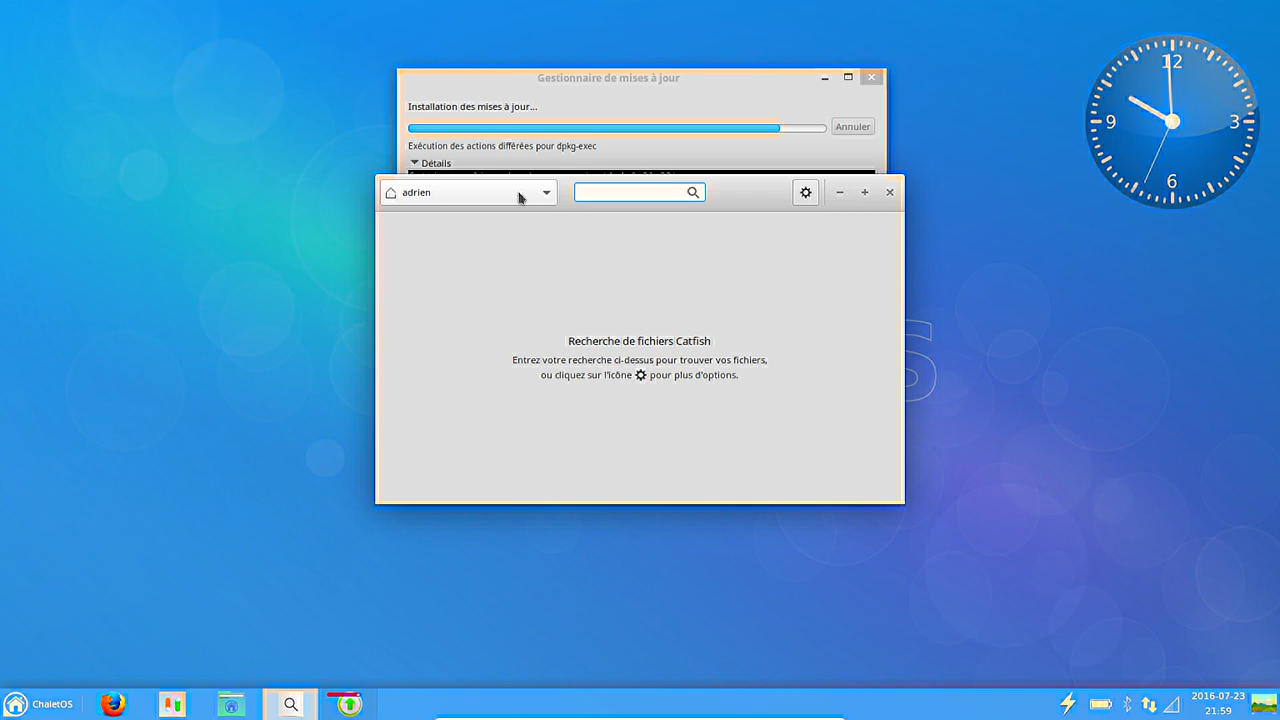 Gestionnaire de mises à jour
Installation des mises à jour...
Annuler
Exécution des actions différées pour dpkg-exec
Détails
adrien
Recherche de fichiers Catfish
Entrez votre recherche ci-dessus pour trouver vos fichiers,
ou cliquez sur l'icône pour plus d'options.
12
9
3
6
S
ChaletOS
2016-07-23
21:59